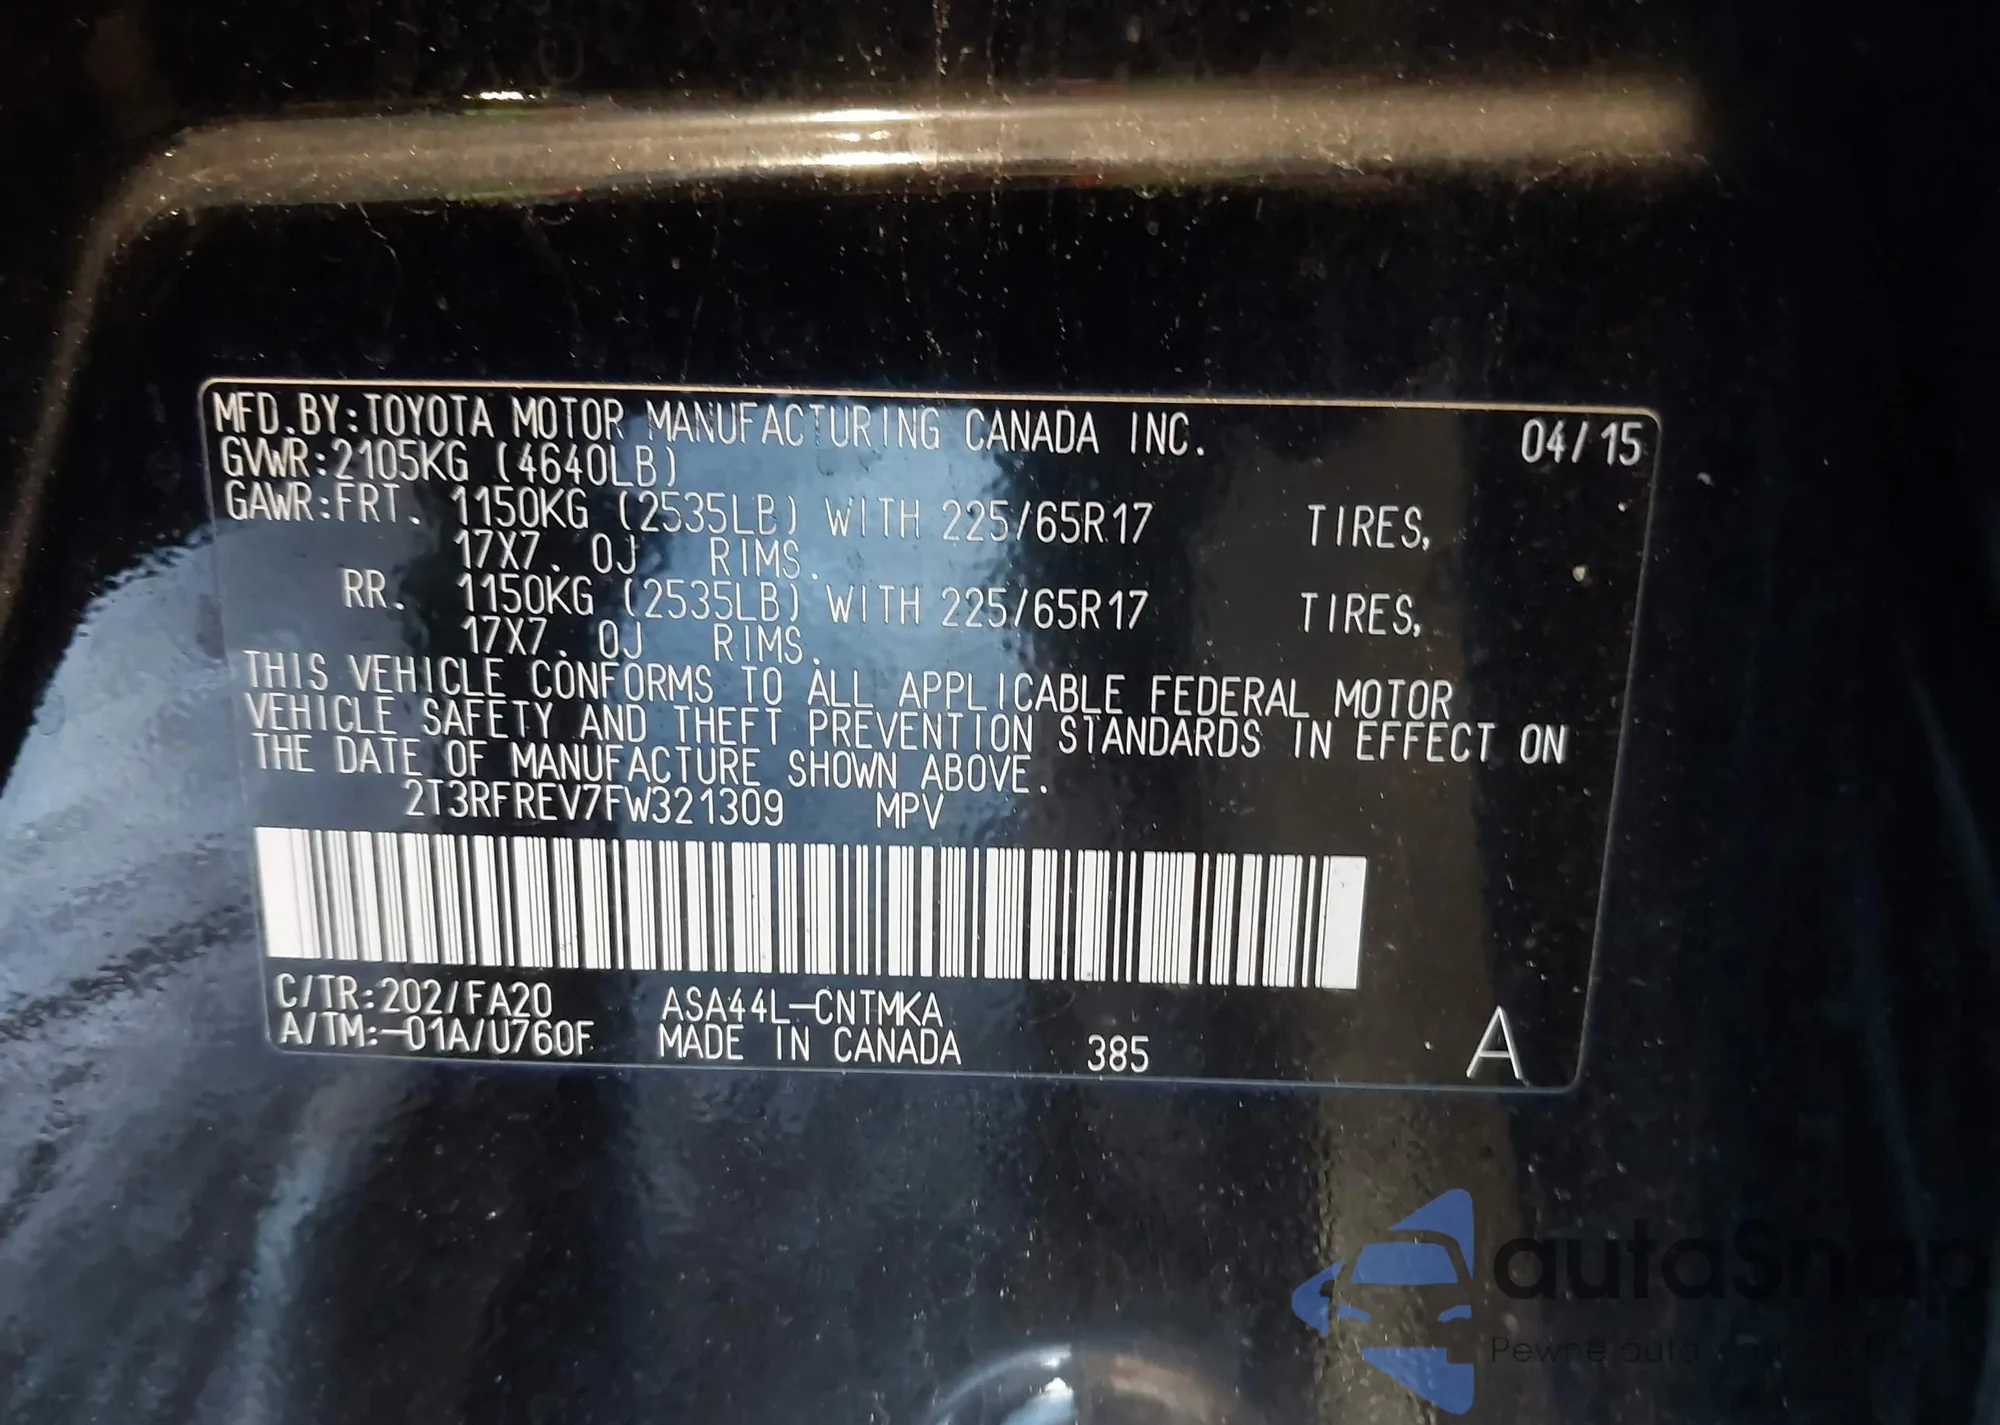 MFD.BY:TOYOTA MOTOR MANUFACTURING CANADA INC. 04/15
GVWR:2105KG (4640LB)
GAWR:FRT. 1150KG (2535LB) WITH 225/65R17 TIRES,
17X7. 0J RIMS.
RR. 1150KG (2535LB) WITH 225/65R17 TIRES,
17X7. 0J RIMS.
THIS VEHICLE CONFORMS TO ALL APPLICABLE FEDERAL MOTOR
VEHICLE SAFETY AND THEFT PREVENTION STANDARDS IN EFFECT ON
THE DATE OF MANUFACTURE SHOWN ABOVE.
2T3RFREV7FW321309 MPV
C/TR:202/FA20 ASA44L-CNTMKA
A/TM:-01A/U760F MADE IN CANADA 385 A
autaSnap
Pewne auto